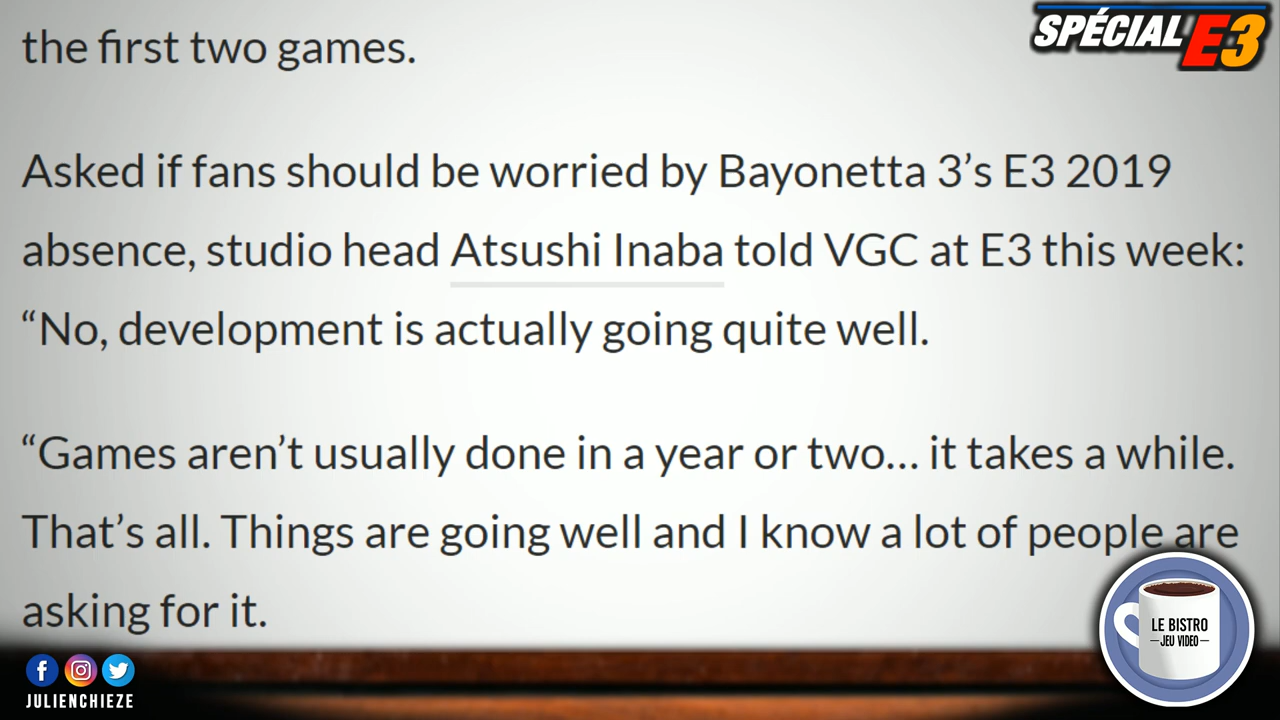 the first two games.
SPÉCIAL E3
Asked if fans should be worried by Bayonetta 3’s E3 2019
absence, studio head Atsushi Inaba told VGC at E3 this week:
“No, development is actually going quite well.
“Games aren’t usually done in a year or two… it takes a while.
That’s all. Things are going well and I know a lot of people are
asking for it.
LE BISTRO
—JEU VIDEO—
JULIENCHIEZE